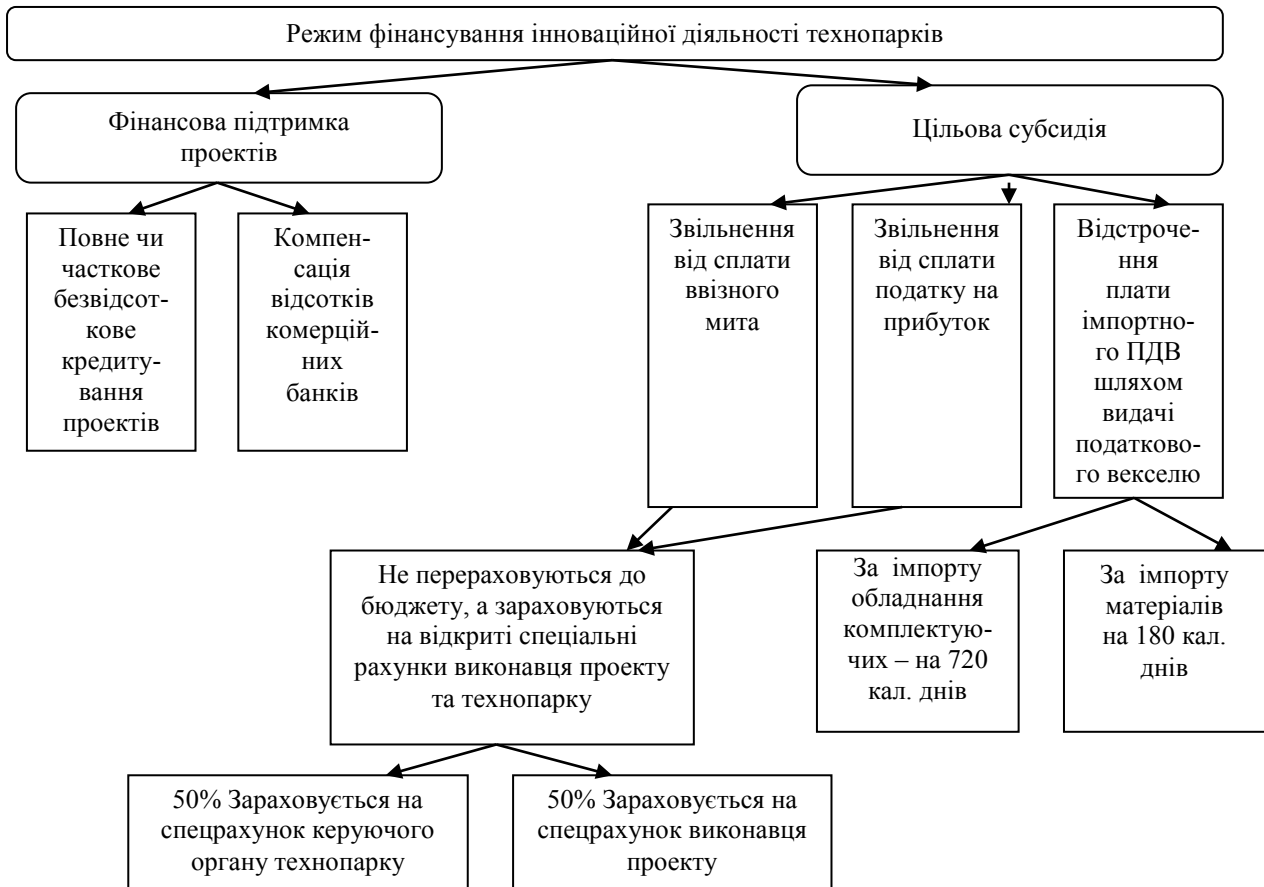 Режим фінансування інноваційної діяльності технопарків
Фінансова підтримка
проектів
Цільова субсидія
Повне чи
часткове
безвідсот-
кове
кредиту-
вання
проектів
Компен-
сація
відсотків
комерцій-
них
банків
Звільнення
від сплати
ввізного
мита
Звільнення
від сплати
податку на
прибуток
Відстроче-
ння
плати
імпортно-
го ПДВ
шляхом
видачі
податково-
го векселю
Не перераховуються до
бюджету, а зараховуються
на відкриті спеціальні
рахунки виконавця проекту
та технопарку
За імпорту
обладнання
комплектую-
чих – на 720
кал. днів
За імпорту
матеріалів
на 180 кал.
днів
50% Зараховується на
спецрахунок керуючого
органу технопарку
50% Зараховується на
спецрахунок виконавця
проекту